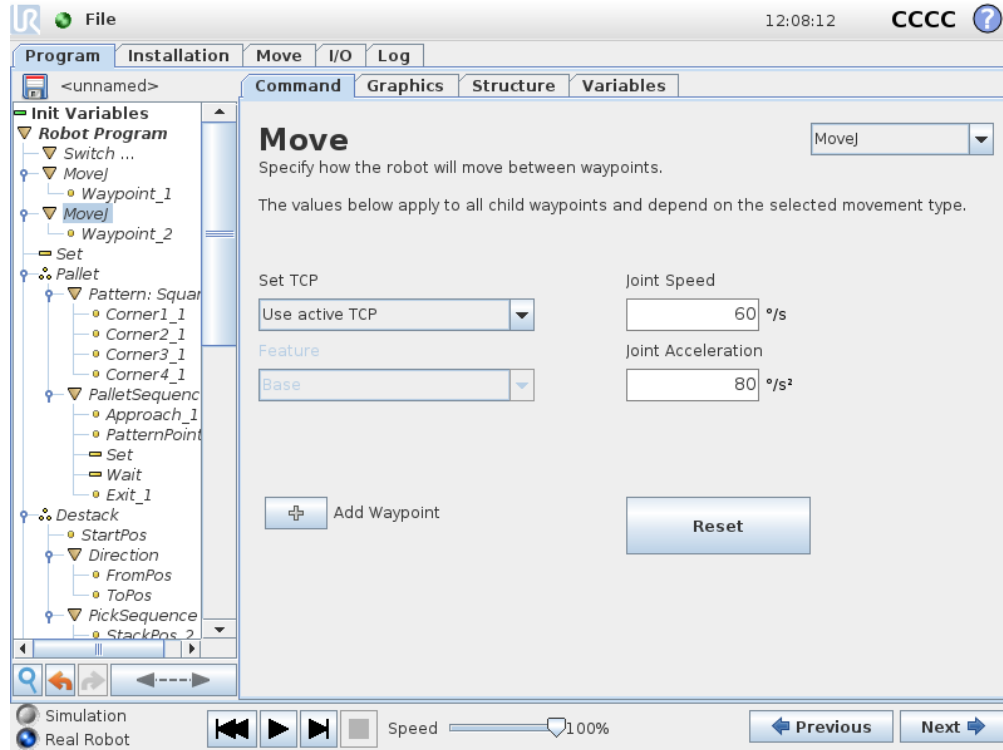 UR File 12:08:12 CCCC ?
Program Installation Move I/O Log
<unnamed> Command Graphics Structure Variables
Init Variables
Robot Program
Switch ...
MoveJ
Waypoint_1
MoveJ
Waypoint_2
Set
Pallet
Pattern: Squar
Corner1_1
Corner2_1
Corner3_1
Corner4_1
PalletSequenc
Approach_1
PatternPoint
Set
Wait
Exit_1
Destack
StartPos
Direction
FromPos
ToPos
PickSequence
StackPos_2
Move
MoveJ
Specify how the robot will move between waypoints.
The values below apply to all child waypoints and depend on the selected movement type.
Set TCP
Use active TCP
Feature
Base
Joint Speed
60 °/s
Joint Acceleration
80 °/s²
Add Waypoint
Reset
Simulation
Real Robot
Speed 100%
Previous Next